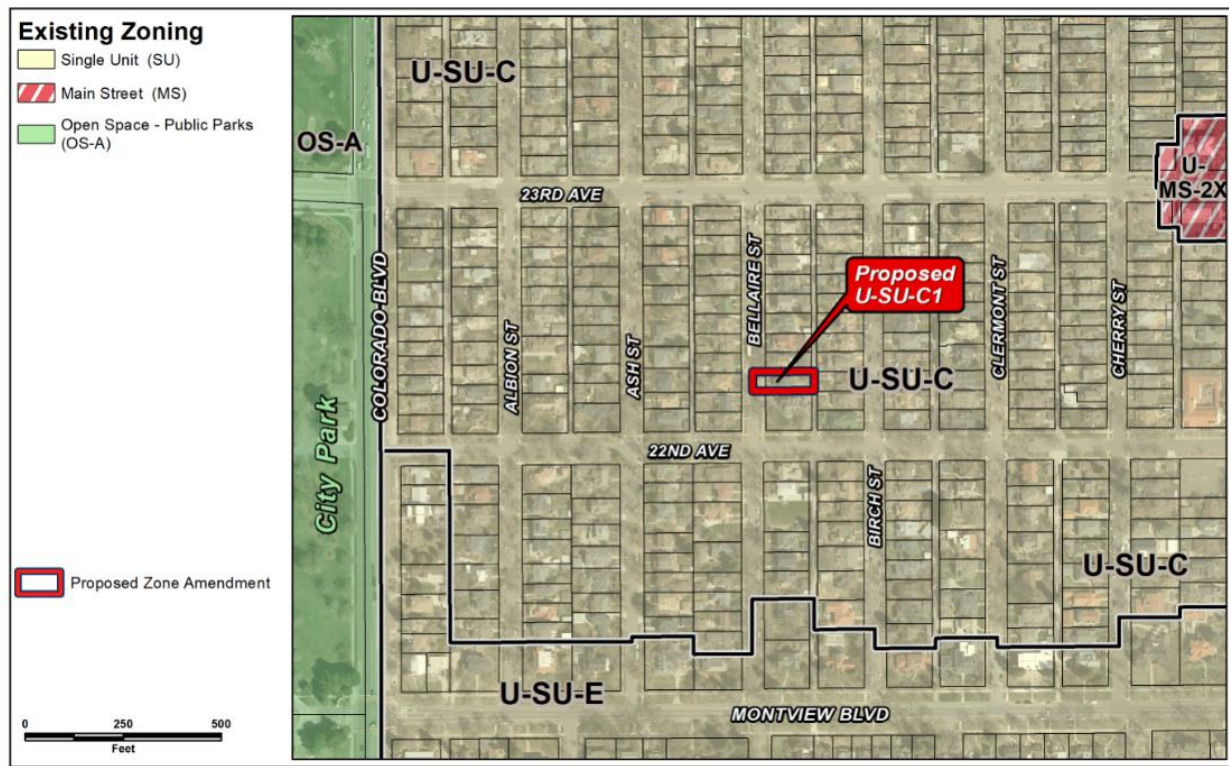 Existing Zoning
Single Unit (SU)
Main Street (MS)
Open Space - Public Parks
(OS-A)
Proposed Zone Amendment
0 250 500
Feet
U-SU-C
OS-A
U-
MS-2X
23RD AVE
COLORADO BLVD
ALBION ST
ASH ST
BELLAIRE ST
Proposed
U-SU-C1
CLERMONT ST
CHERRY ST
U-SU-C
City Park
22ND AVE
BIRCH ST
U-SU-C
U-SU-E
MONTVIEW BLVD